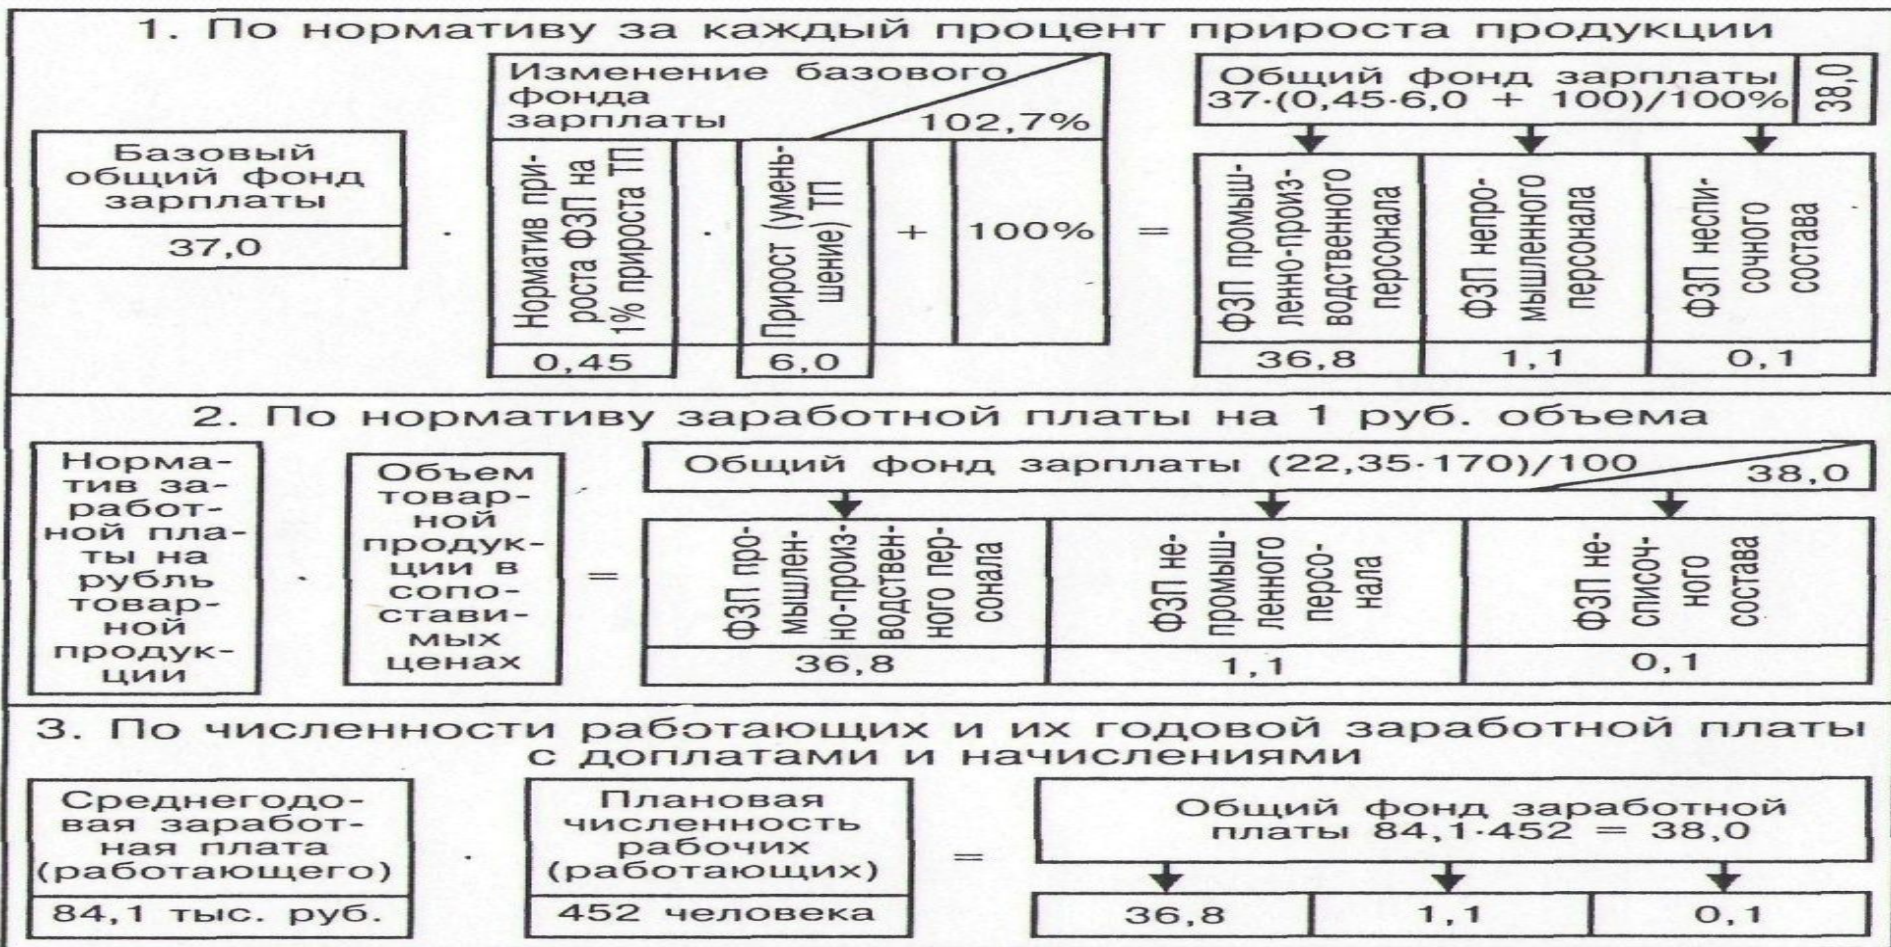 1. По нормативу за каждый процент прироста продукции
Базовый
общий фонд
зарплаты
37,0
·
Изменение базового
фонда
зарплаты
102,7%
Норматив при-
роста ФЗП на
1% прироста ТП
0,45
·
Прирост (умень-
шение) ТП
6,0
+
100%
=
Общий фонд зарплаты
37·(0,45·6,0 + 100)/100%
38,0
ФЗП промыш-
ленно-произ-
водственного
персонала
36,8
ФЗП непро-
мышленного
персонала
1,1
ФЗП неспи-
сочного
состава
0,1
2. По нормативу заработной платы на 1 руб. объема
Норма-
тив за-
работ-
ной пла-
ты на
рубль
товар-
ной
продук-
ции
·
Объем
товар-
ной
продук-
ции в
сопо-
стави-
мых
ценах
=
Общий фонд зарплаты (22,35·170)/100
38,0
ФЗП про-
мышлен-
но-произ-
водствен-
ного пер-
сонала
36,8
ФЗП не-
промыш-
ленного
персо-
нала
1,1
ФЗП не-
списоч-
ного
состава
0,1
3. По численности работающих и их годовой заработной платы
с доплатами и начислениями
Среднегодо-
вая заработ-
ная плата
(работающего)
84,1 тыс. руб.
·
Плановая
численность
рабочих
(работающих)
452 человека
=
Общий фонд заработной
платы 84,1·452 = 38,0
36,8
1,1
0,1